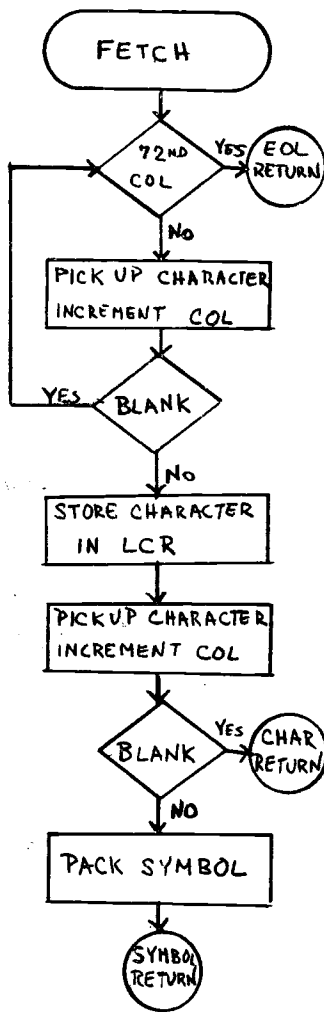 FETCH
72ND
COL
YES
EOL
RETURN
NO
PICK UP CHARACTER
INCREMENT COL
YES
BLANK
NO
STORE CHARACTER
IN LCR
PICKUP CHARACTER
INCREMENT COL
BLANK
YES
CHAR
RETURN
NO
PACK SYMBOL
SYMBOL
RETURN